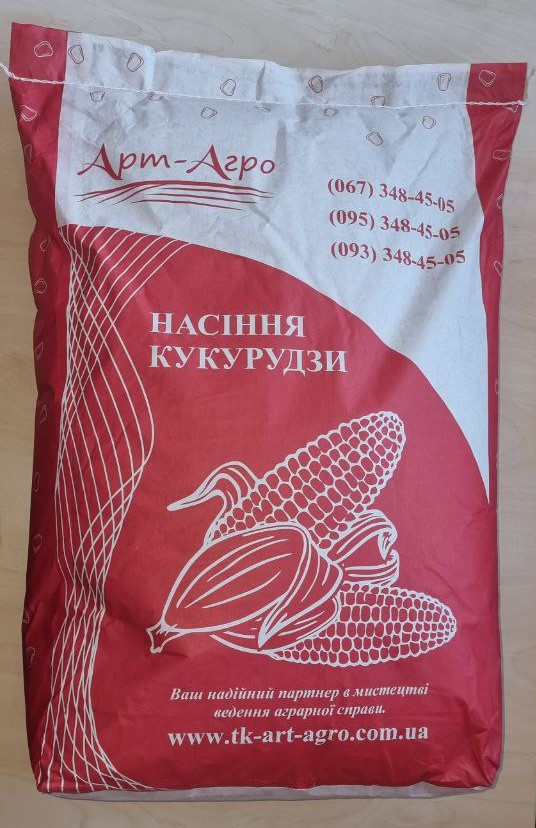 Арт-Агро
(067) 348-45-05
(095) 348-45-05
(093) 348-45-05
НАСІННЯ
КУКУРУДЗИ
Ваш надійний партнер в мистецтві
ведення аграрної справи.
www.tk-art-agro.com.ua